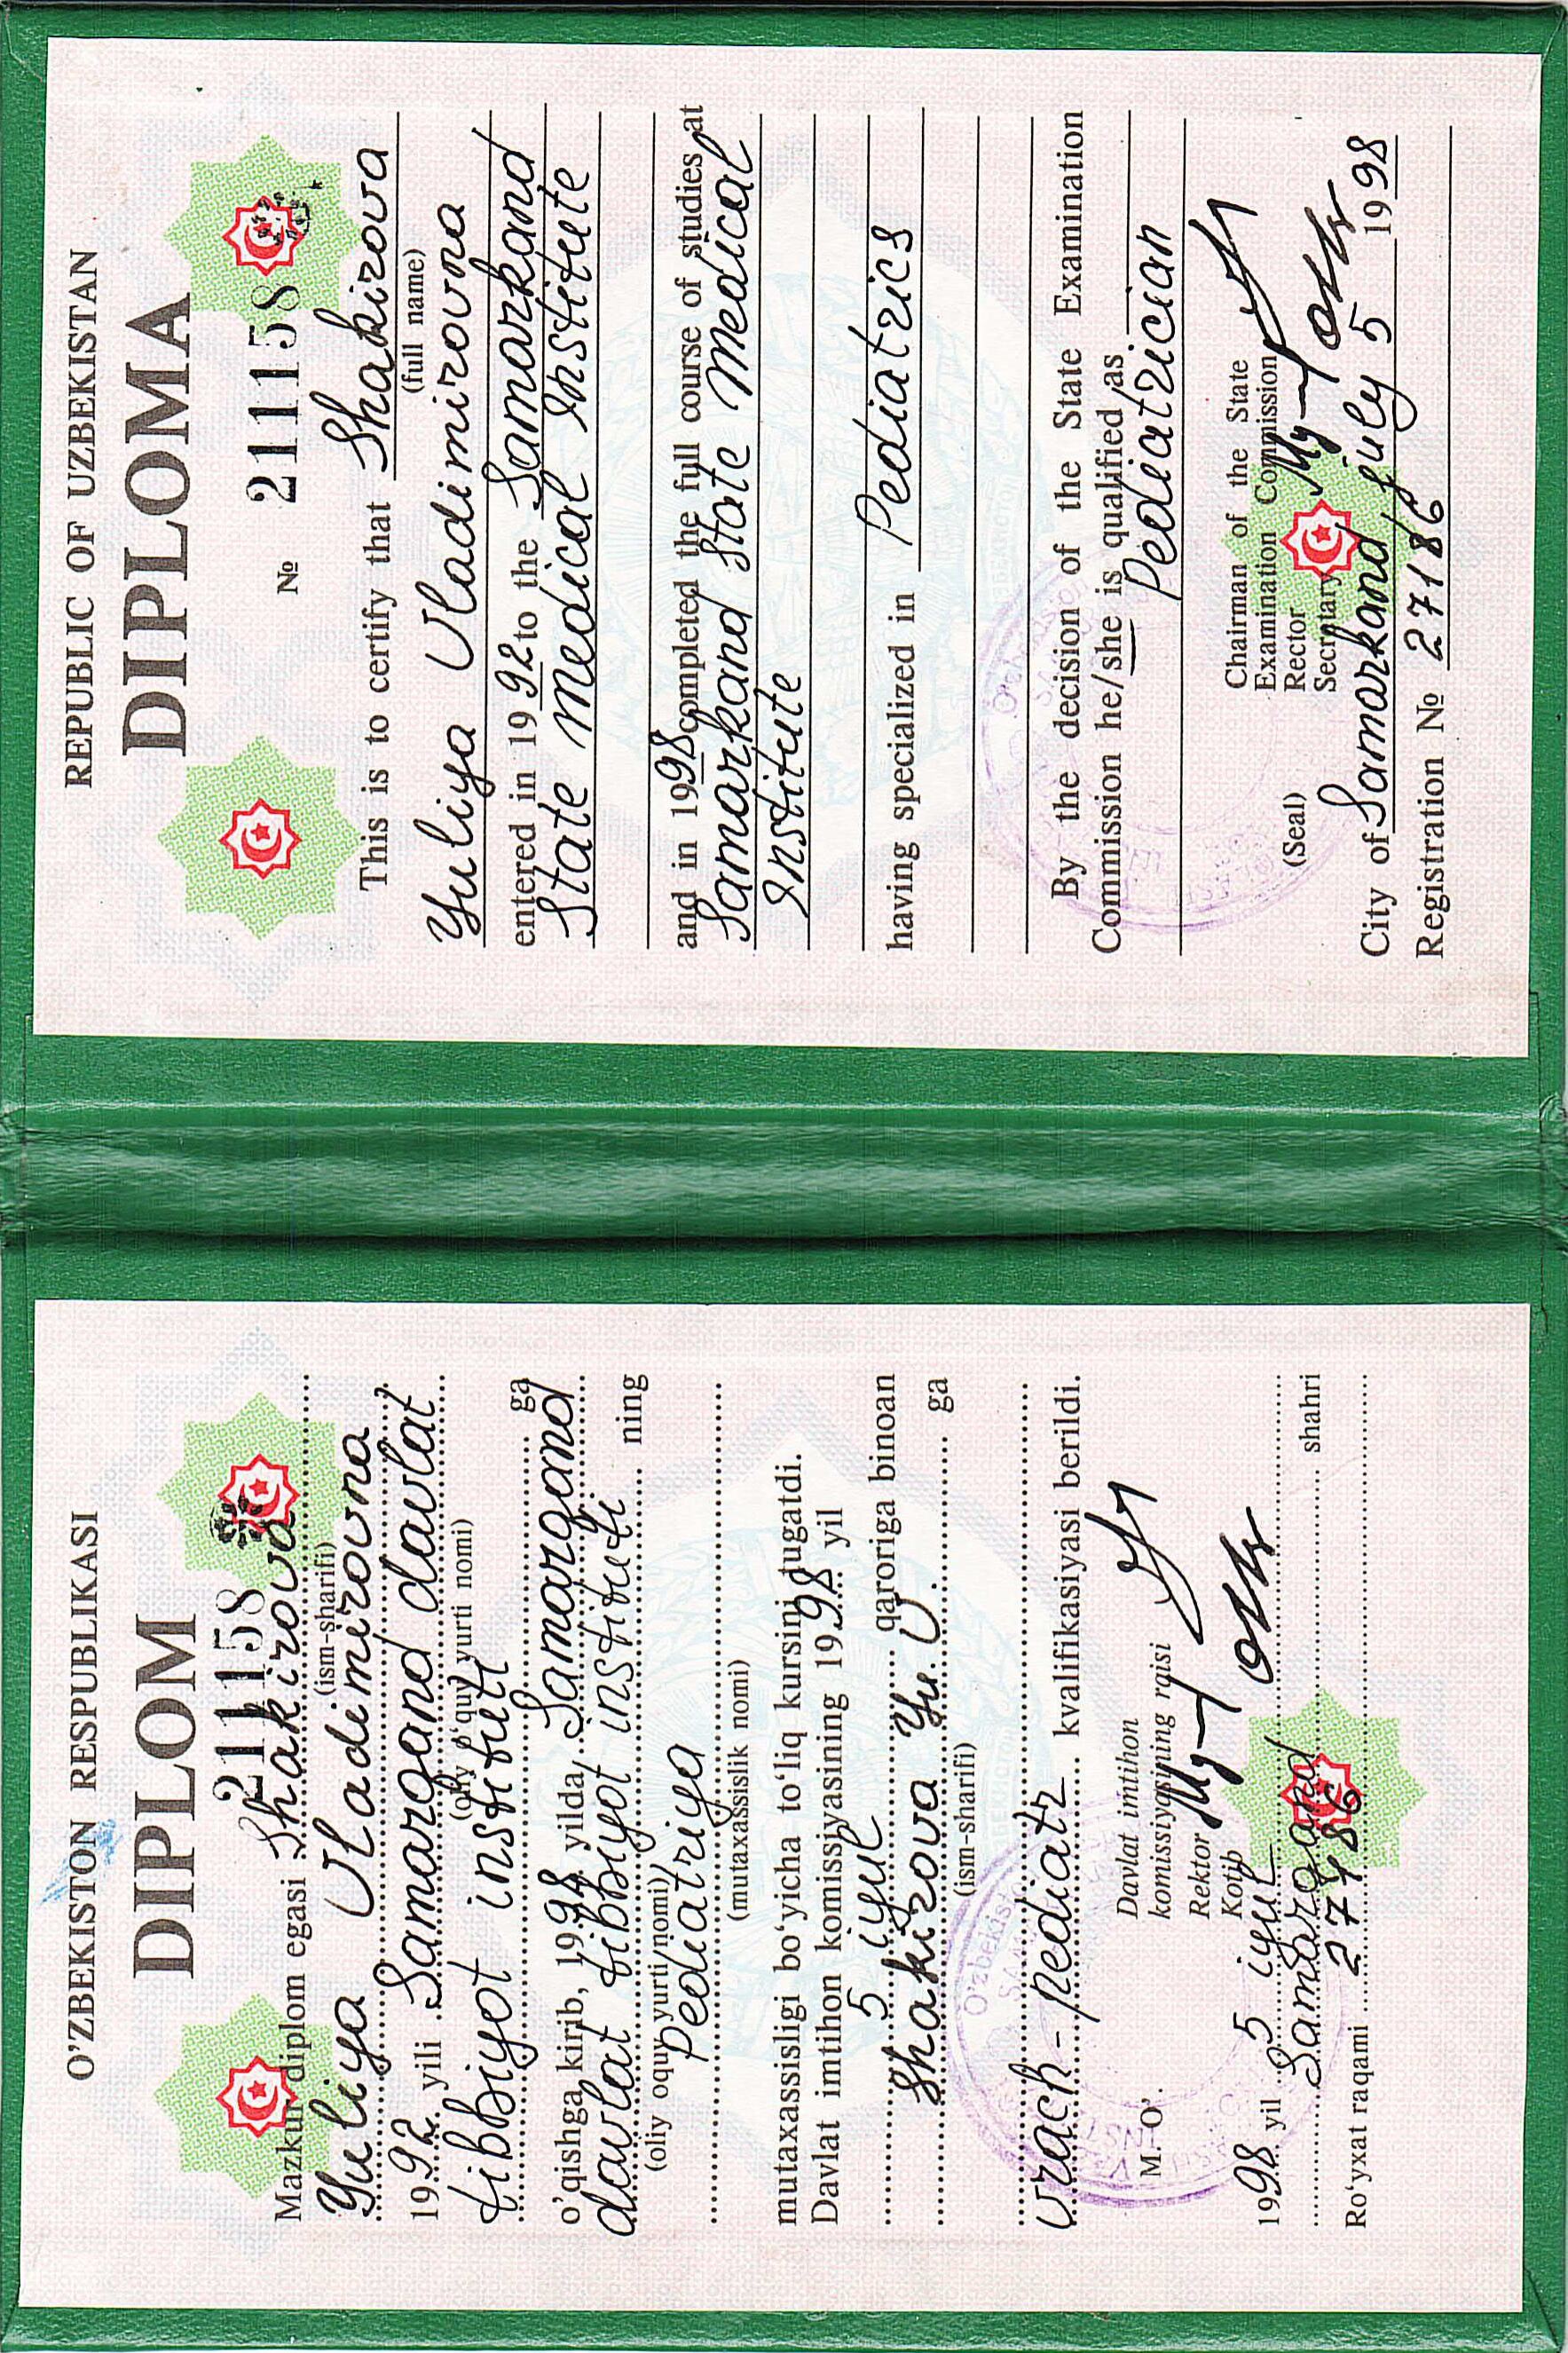 O'ZBEKISTON RESPUBLIKASI
DIPLOM
211158
Mazkur diplom egasi Shakirova
(ism-sharifi)
Yuliya Vladimirovna
1992 yili Samarqand davlat
(oliy o'quv yurti nomi)
tibbiyot instituti ga
o'qishga kirib, 1998 yilda Samarqand
davlat tibbiyot instituti ning
(oliy oquv yurti nomi)
Pediatriya
(mutaxassislik nomi)
mutaxassisligi bo'yicha to'liq kursini tugatdi.
Davlat imtihon komissiyasining 1998 yil
5 iyul qaroriga binoan
Shakirova Yu. V. ga
(ism-sharifi)
vrach-pediatr kvalifikasiyasi berildi.
Davlat imtihon
komissiyasining raisi
M. O'.
Rektor
Kotib
1998 yil 5 iyul
Samarqand shahri
Ro'yxat raqami 27186
REPUBLIC OF UZBEKISTAN
DIPLOMA
№ 211158
This is to certify that Shakirova
(full name)
Yuliya Vladimirovna
entered in 1992 to the Samarkand
State Medical Institute
and in 1998 completed the full course of studies at
Samarkand State Medical
Institute
having specialized in Pediatrics
By the decision of the State Examination
Commission he/she is qualified as
Pediatrician
Chairman of the State
Examination Commission
Rector
(Seal) Secretary
City of Samarkand July 5 1998
Registration № 27186